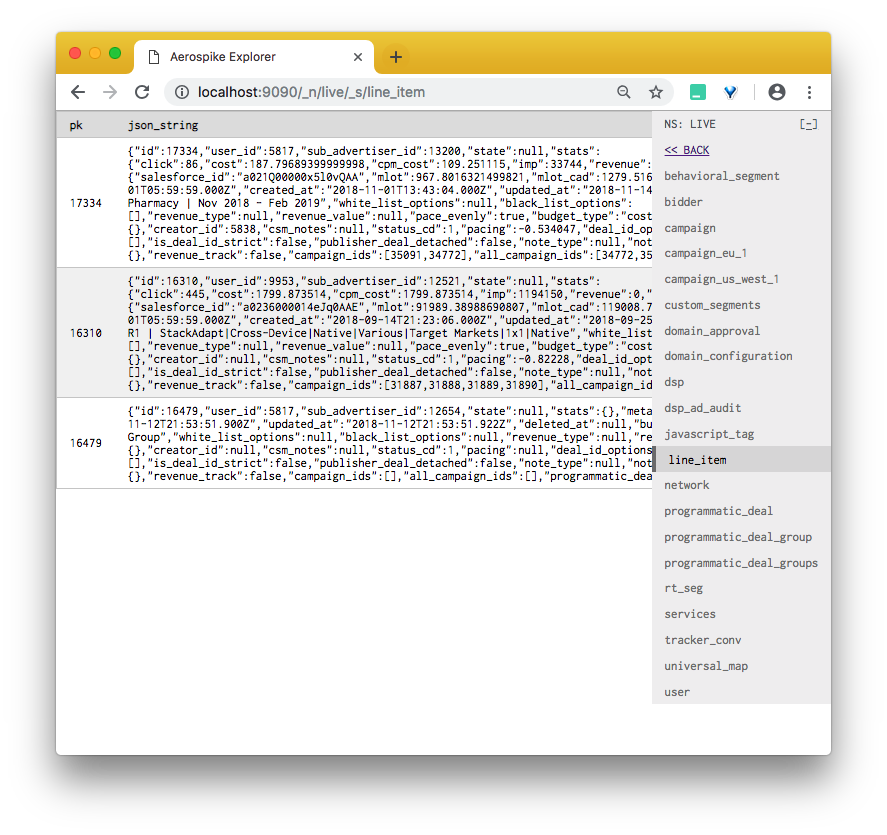 Aerospike Explorer
localhost:9090/_n/live/_s/line_item
pk json_string
{"id":17334,"user_id":5817,"sub_advertiser_id":13200,"state":null,"stats":
{"click":86,"cost":187.79689399999998,"cpm_cost":109.251115,"imp":33744,"revenue":
{"salesforce_id":"a021Q00000x5l0vQAA","mlot":967.8016321499821,"mlot_cad":1279.516
01T05:59:59.000Z","created_at":"2018-11-01T13:43:04.000Z","updated_at":"2018-11-14
17334
Pharmacy | Nov 2018 - Feb 2019","white_list_options":null,"black_list_options":
[],"revenue_type":null,"revenue_value":null,"pace_evenly":true,"budget_type":"cost
{},"creator_id":5838,"csm_notes":null,"status_cd":1,"pacing":-0.534047,"deal_id_op
[],"is_deal_id_strict":false,"publisher_deal_detached":false,"note_type":null,"not
{},"revenue_track":false,"campaign_ids":[35091,34772],"all_campaign_ids":[34772,35
{"id":16310,"user_id":9953,"sub_advertiser_id":12521,"state":null,"stats":
{"click":445,"cost":1799.873514,"cpm_cost":1799.873514,"imp":1194150,"revenue":0,"
{"salesforce_id":"a0236000014eJq0AAE","mlot":91989.38988690807,"mlot_cad":119008.7
01T05:59:59.000Z","created_at":"2018-09-14T21:23:06.000Z","updated_at":"2018-09-25
16310
R1 | StackAdapt|Cross-Device|Native|Various|Target Markets|1x1|Native","white_list
[],"revenue_type":null,"revenue_value":null,"pace_evenly":true,"budget_type":"cost
{},"creator_id":null,"csm_notes":null,"status_cd":1,"pacing":-0.82228,"deal_id_opt
[],"is_deal_id_strict":false,"publisher_deal_detached":false,"note_type":null,"not
{},"revenue_track":false,"campaign_ids":[31887,31888,31889,31890],"all_campaign_id
{"id":16479,"user_id":5817,"sub_advertiser_id":12654,"state":null,"stats":{},"meta
11-12T21:53:51.900Z","updated_at":"2018-11-12T21:53:51.922Z","deleted_at":null,"bu
16479
Group","white_list_options":null,"black_list_options":null,"revenue_type":null,"re
{},"creator_id":null,"csm_notes":null,"status_cd":1,"pacing":null,"deal_id_options
[],"is_deal_id_strict":false,"publisher_deal_detached":false,"note_type":null,"not
{},"revenue_track":false,"campaign_ids":[],"all_campaign_ids":[],"programmatic_dea
NS: LIVE [-]
<< BACK
behavioral_segment
bidder
campaign
campaign_eu_1
campaign_us_west_1
custom_segments
domain_approval
domain_configuration
dsp
dsp_ad_audit
javascript_tag
line_item
network
programmatic_deal
programmatic_deal_group
programmatic_deal_groups
rt_seg
services
tracker_conv
universal_map
user